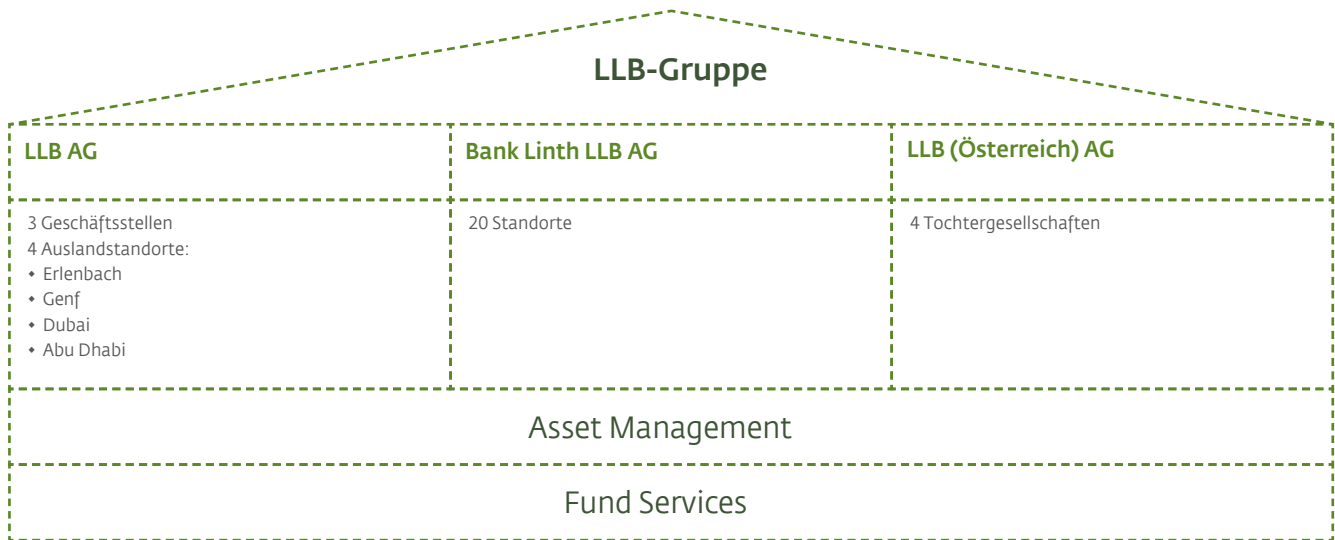 LLB-Gruppe
LLB AG
Bank Linth LLB AG
LLB (Österreich) AG
3 Geschäftsstellen
4 Auslandstandorte:
• Erlenbach
• Genf
• Dubai
• Abu Dhabi
20 Standorte
4 Tochtergesellschaften
Asset Management
Fund Services